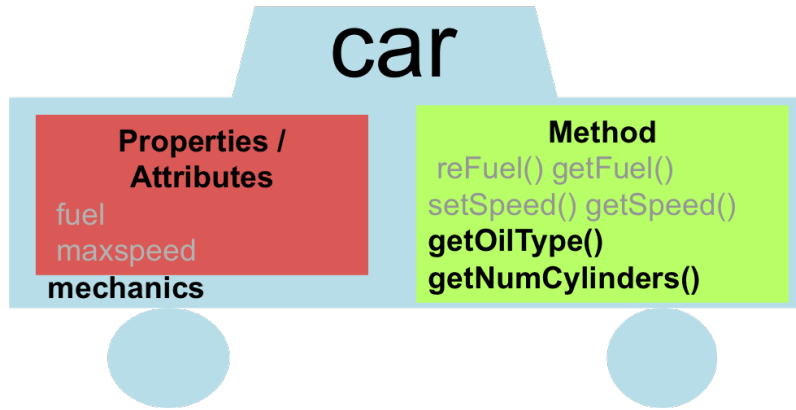 car
Properties /
Attributes
fuel
maxspeed
mechanics
Method
reFuel() getFuel()
setSpeed() getSpeed()
getOilType()
getNumCylinders()